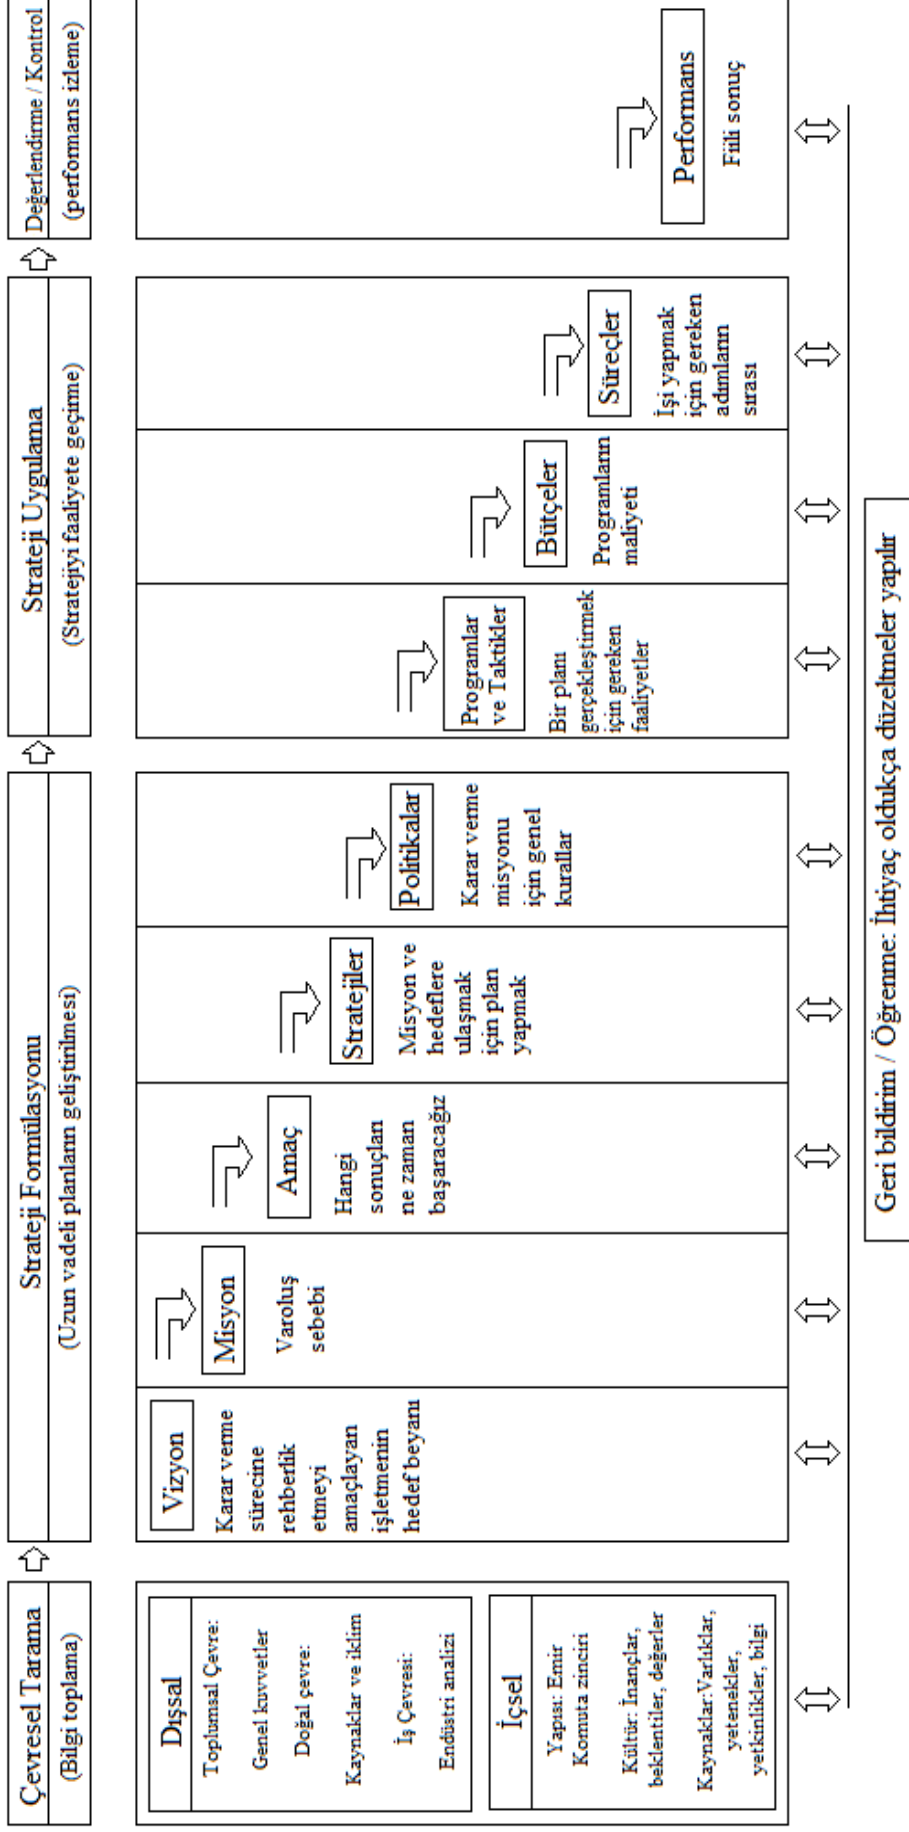 Çevresel Tarama
(Bilgi toplama)
Strateji Formülasyonu
(Uzun vadeli planların geliştirilmesi)
Strateji Uygulama
(Stratejiyi faaliyete geçirme)
Değerlendirme / Kontrol
(performans izleme)
Dışsal
Toplumsal Çevre:
Genel kuvvetler
Doğal çevre:
Kaynaklar ve iklim
İş Çevresi:
Endüstri analizi
İçsel
Yapısı: Emir
Komuta zinciri
Kültür: İnançlar,
beklentiler, değerler
Kaynaklar:Varlıklar,
yetenekler,
yetkinlikler, bilgi
Vizyon
Karar verme
sürecine
rehberlik
etmeyi
amaçlayan
işletmenin
hedef beyanı
Misyon
Varoluş
sebebi
Amaç
Hangi
sonuçları
ne zaman
başaracağız
Stratejiler
Misyon ve
hedeflere
ulaşmak
için plan
yapmak
Politikalar
Karar verme
misyonu
için genel
kurallar
Programlar
ve Taktikler
Bir planı
gerçekleştirmek
için gereken
faaliyetler
Bütçeler
Programların
maliyeti
Süreçler
İşi yapmak
için gereken
adımların
sırası
Performans
Fiili sonuç
Geri bildirim / Öğrenme: İhtiyaç oldukça düzeltmeler yapılır